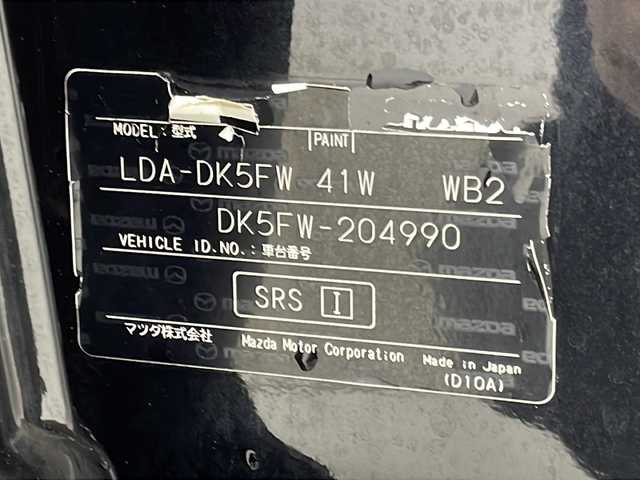 MODEL : 型式 PAINT
LDA-DK5FW 41W WB2
DK5FW-204990
VEHICLE ID.NO. : 車台番号
SRS I
マツダ株式会社 Mazda Motor Corporation Made in Japan
(D10A)